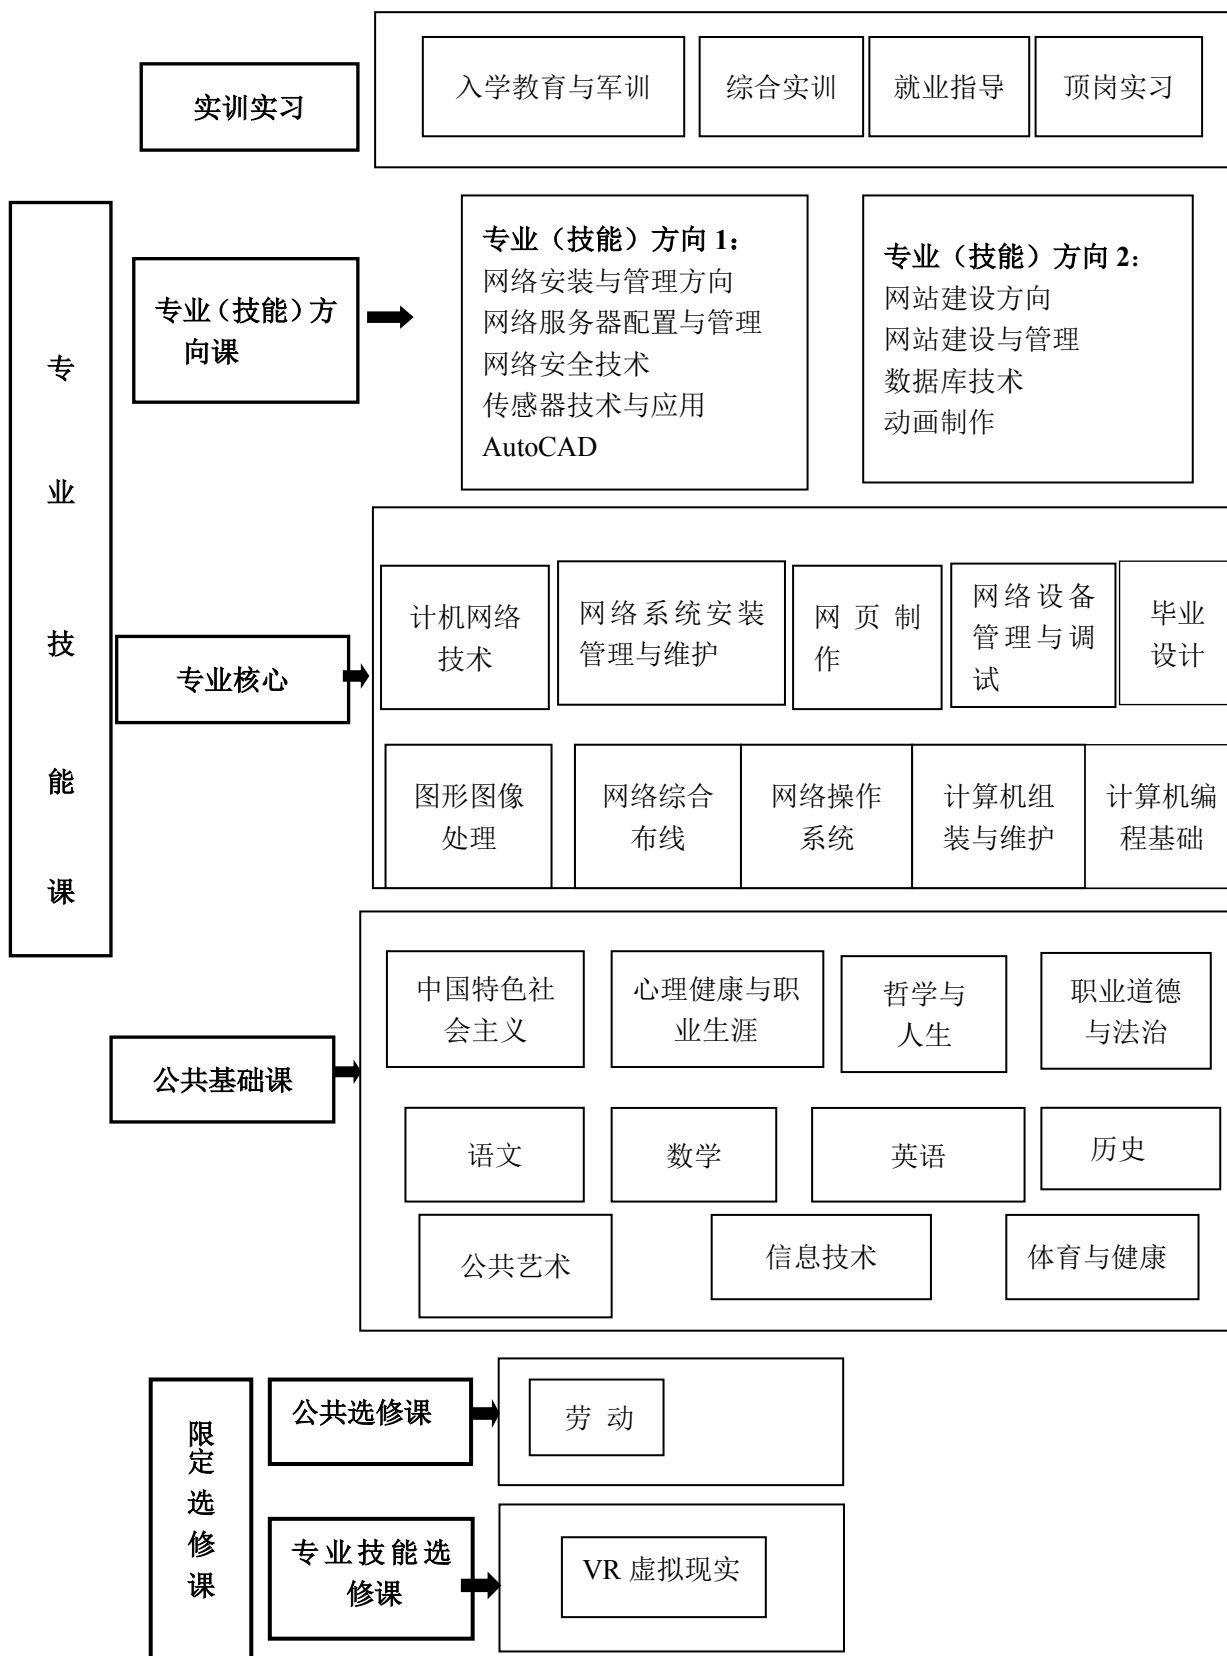 实训实习
入学教育与军训
综合实训
就业指导
顶岗实习
专业技能课
专业（技能）方
向课
专业（技能）方向 1：
网络安装与管理方向
网络服务器配置与管理
网络安全技术
传感器技术与应用
AutoCAD
专业（技能）方向 2：
网站建设方向
网站建设与管理
数据库技术
动画制作
专业核心
计机网络
技术
网络系统安装
管理与维护
网 页 制
作
网络设备
管理与调
试
毕业
设计
图形图像
处理
网络综合
布线
网络操作
系统
计算机组
装与维护
计算机编
程基础
公共基础课
中国特色社
会主义
心理健康与职
业生涯
哲学与
人生
职业道德
与法治
语文
数学
英语
历史
公共艺术
信息技术
体育与健康
限定选修课
公共选修课
劳 动
专业技能选
修课
VR 虚拟现实